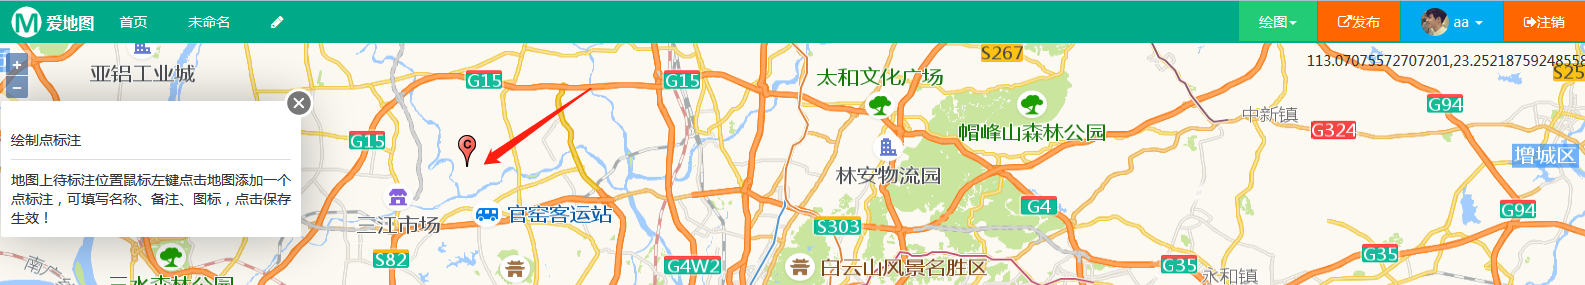 M 爱地图 首页 未命名 绘图 发布 aa 注销
113.07075572707201,23.25218759248558
+
−
亚铝工业城
G15
G15
太和文化广场
S267
G94
S25
中新镇
G324
帽峰山森林公园
增城区
绘制点标注
G15
C
地图上待标注位置鼠标左键点击地图添加一个
点标注，可填写名称、备注、图标，点击保存
生效！
林安物流园
三江市场
官窑客运站
S303
G4
G94
S82
G4W2
白云山风景名胜区
G35
G35
永和镇
南广
三水森林公园